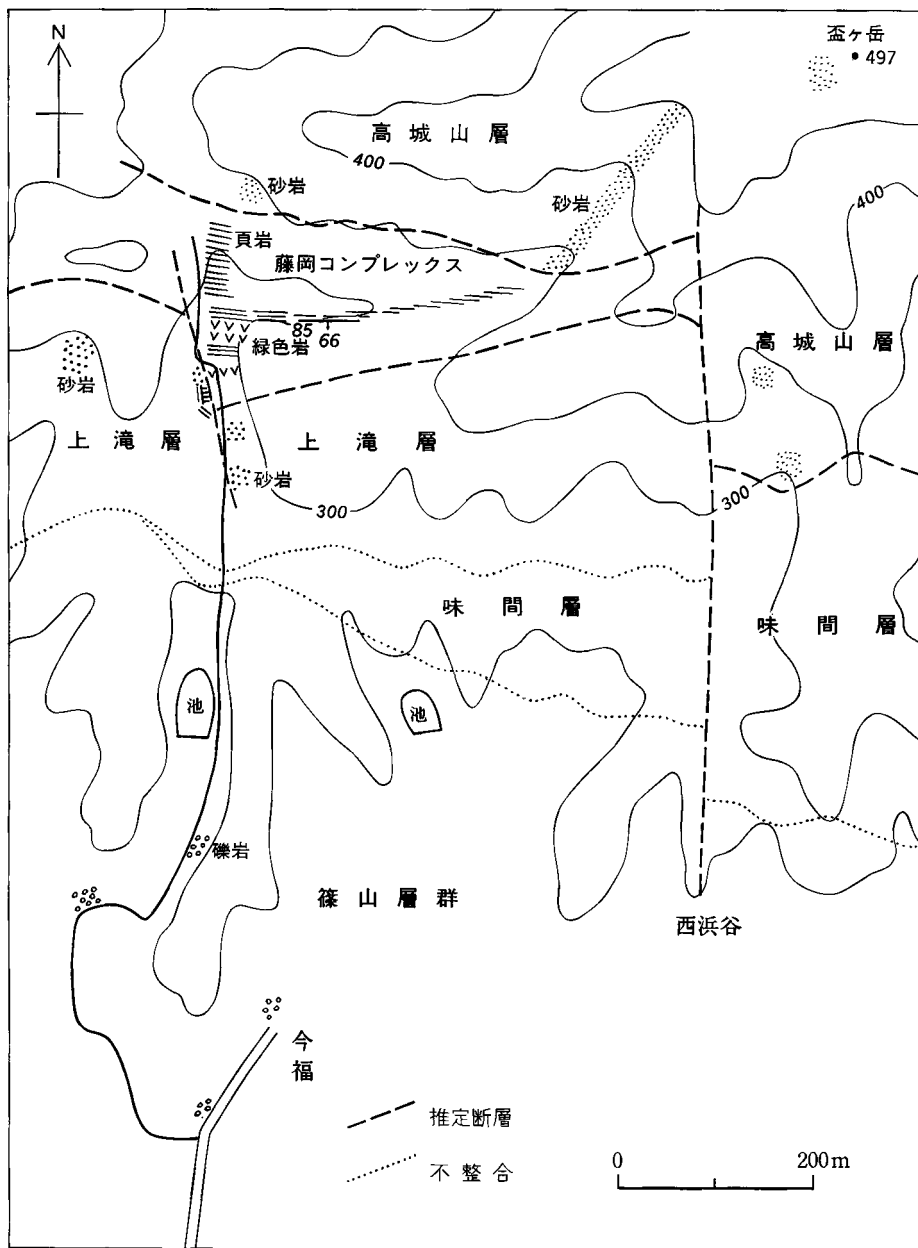 N
盃ヶ岳
497
高城山層
400
砂岩
砂岩
400
頁岩
藤岡コンプレックス
85 66
緑色岩
高城山層
砂岩
上滝層
上滝層
砂岩
300
300
味間層
味間層
池
池
礫岩
篠山層群
西浜谷
今福
推定断層
不整合
0 200m